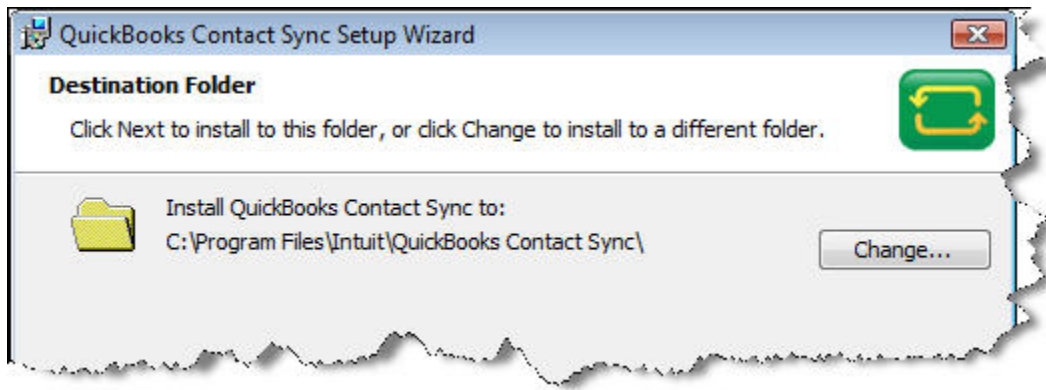 QuickBooks Contact Sync Setup Wizard
Destination Folder
Click Next to install to this folder, or click Change to install to a different folder.
Install QuickBooks Contact Sync to:
C:\Program Files\Intuit\QuickBooks Contact Sync\
Change...